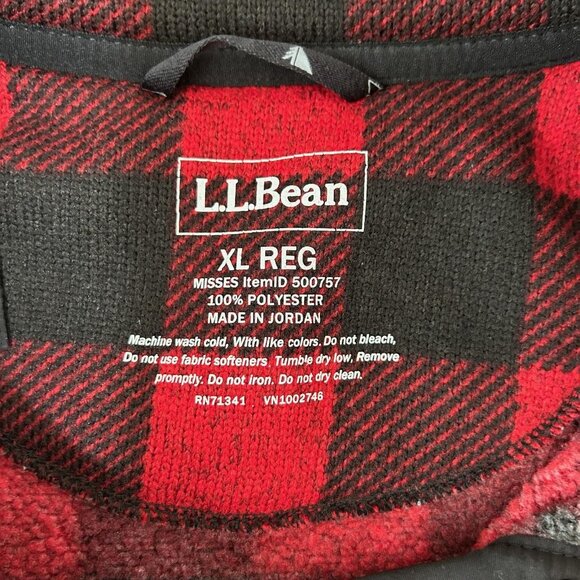 L.L.Bean
XL REG
MISSES ItemID 500757
100% POLYESTER
MADE IN JORDAN
Machine wash cold, With like colors. Do not bleach,
Do not use fabric softeners. Tumble dry low, Remove
promptly. Do not iron. Do not dry clean.
RN71341 VN1002746